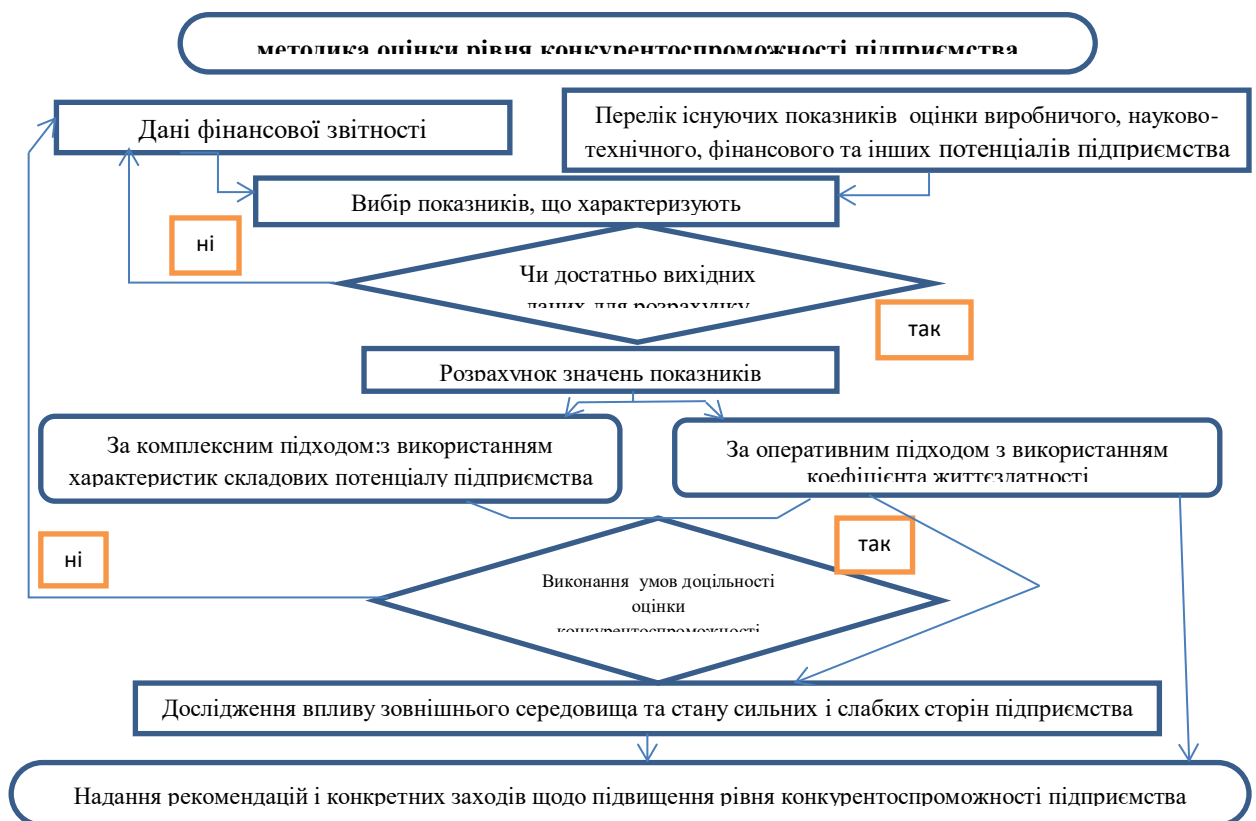 методика оцінки рівня конкурентоспроможності підприємства
Дані фінансової звітності
Перелік існуючих показників оцінки виробничого, науково-
технічного, фінансового та інших потенціалів підприємства
Вибір показників, що характеризують
ні
Чи достатньо вихідних
даних для розрахунку
так
Розрахунок значень показників
За комплексним підходом:з використанням
характеристик складових потенціалу підприємства
За оперативним підходом з використанням
коефіцієнта життєздатності
ні
так
Виконання умов доцільності
оцінки
конкурентоспроможності
Дослідження впливу зовнішнього середовища та стану сильних і слабких сторін підприємства
Надання рекомендацій і конкретних заходів щодо підвищення рівня конкурентоспроможності підприємства